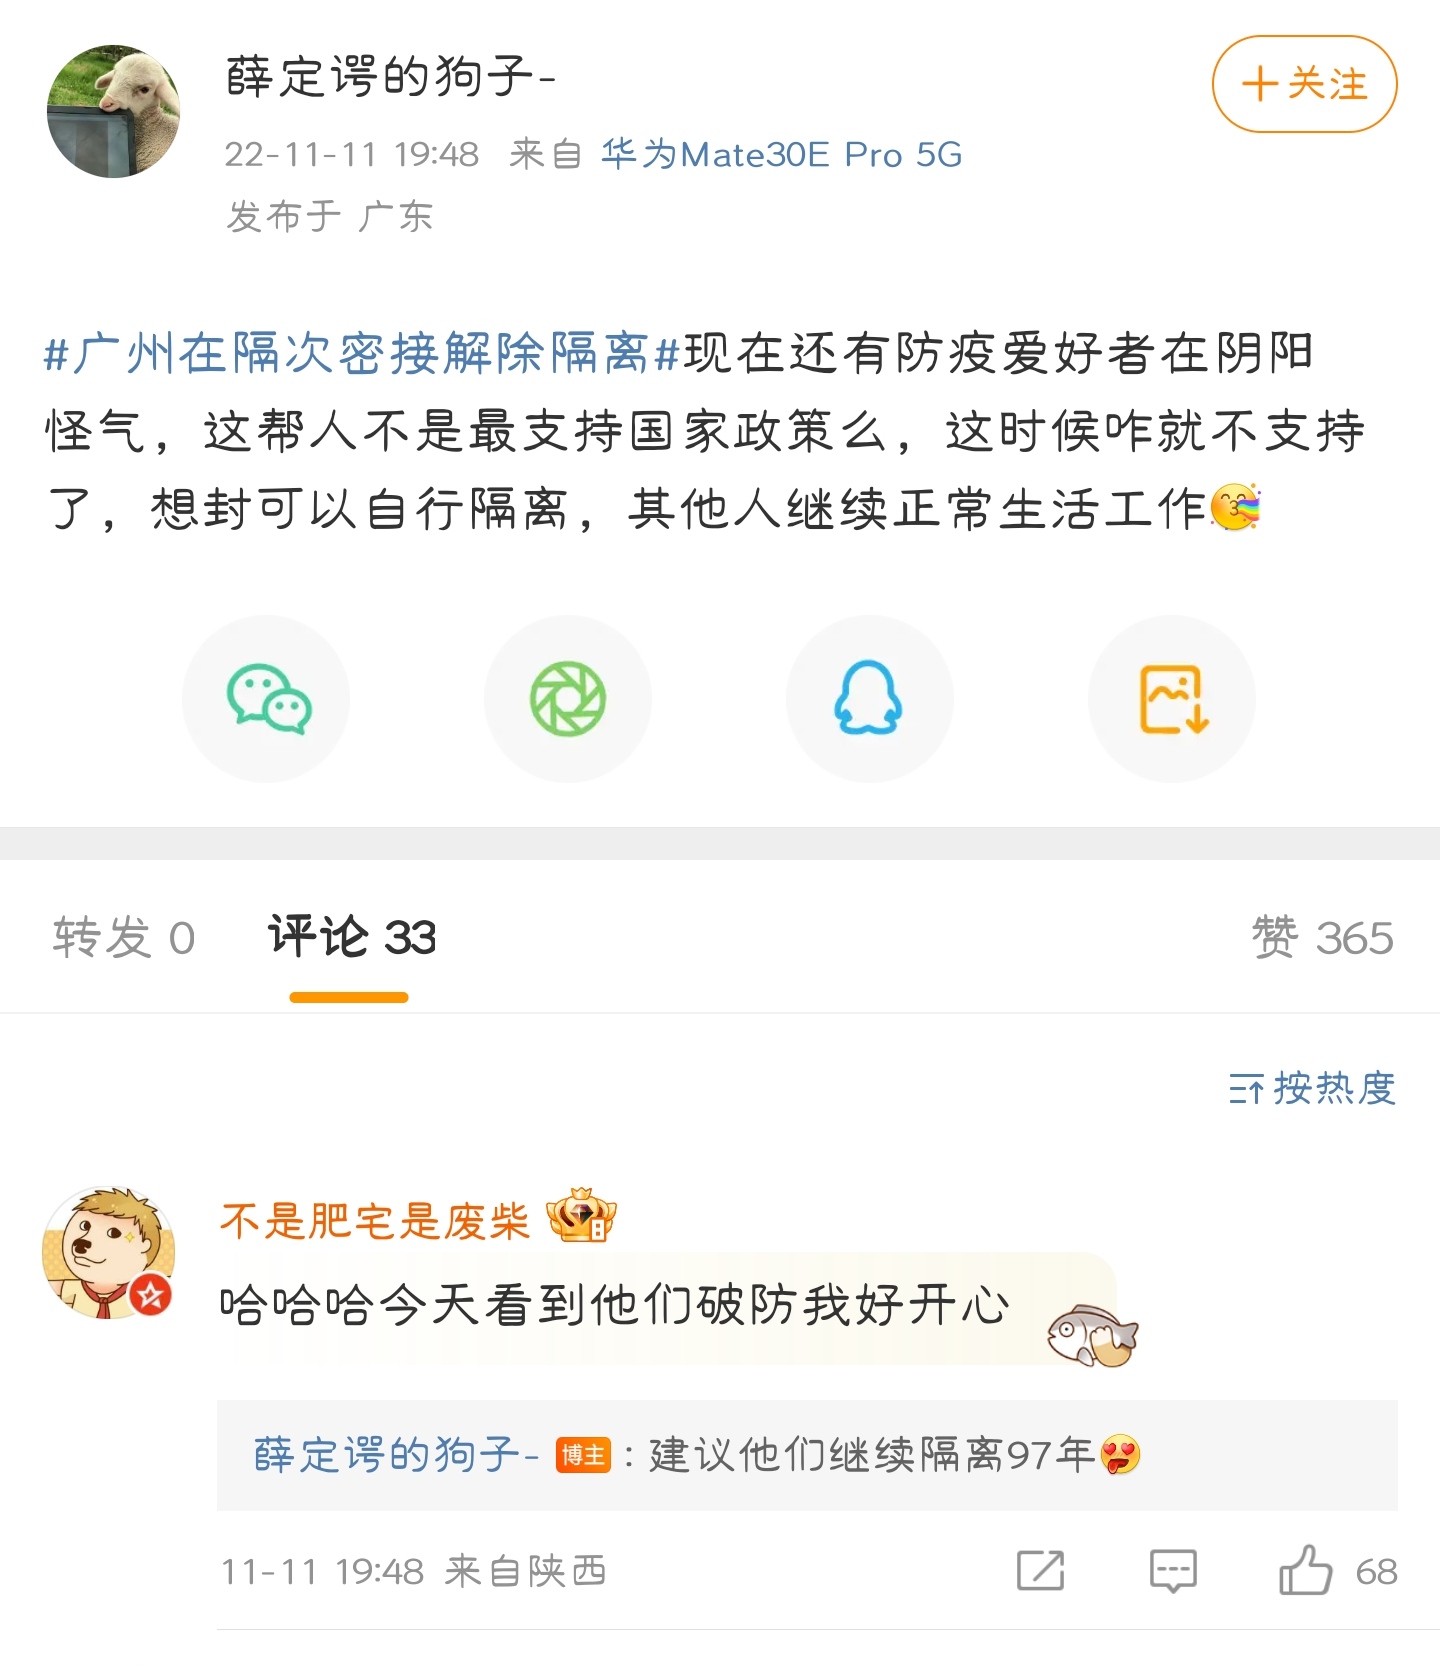 薛定谔的狗子-
+关注
22-11-11 19:48 来自 华为Mate30E Pro 5G
发布于 广东
#广州在隔次密接解除隔离#现在还有防疫爱好者在阴阳
怪气，这帮人不是最支持国家政策么，这时候咋就不支持
了，想封可以自行隔离，其他人继续正常生活工作
转发 0 评论 33 赞 365
按热度
不是肥宅是废柴 8
哈哈哈今天看到他们破防我好开心
薛定谔的狗子- 博主：建议他们继续隔离97年
11-11 19:48 来自陕西 68